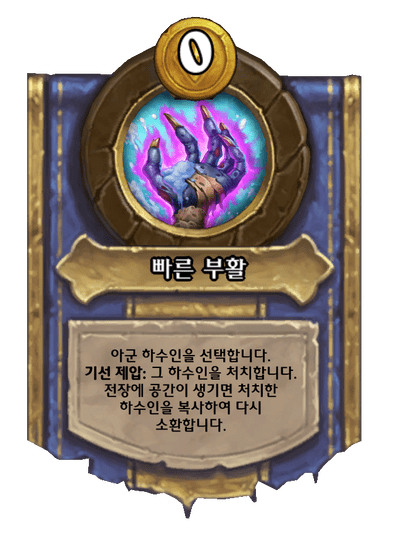 0
빠른 부활
아군 하수인을 선택합니다.
기선 제압: 그 하수인을 처치합니다.
전장에 공간이 생기면 처치한
하수인을 복사하여 다시
소환합니다.